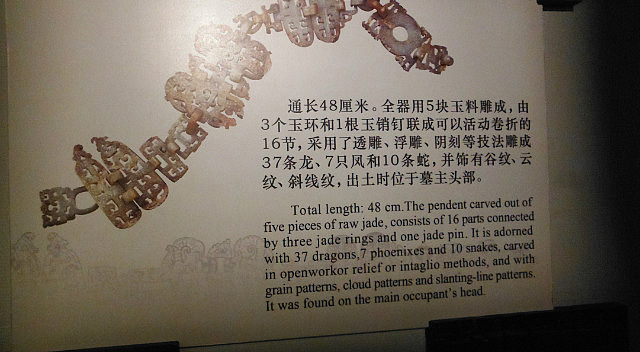 通长48厘米。全器用5块玉料雕成，由
3个玉环和1根玉销钉联成可以活动卷折的
16节，采用了透雕、浮雕、阴刻等技法雕成
37条龙、7只凤和10条蛇，并饰有谷纹、云
纹、斜线纹，出土时位于墓主头部。
Total length: 48 cm.The pendent carved out of
five pieces of raw jade, consists of 16 parts connected
by three jade rings and one jade pin. It is adorned
with 37 dragons,7 phoenixes and 10 snakes, carved
in openworkor relief or intaglio methods, and with
grain patterns, cloud patterns and slanting-line patterns.
It was found on the main occupant's head.